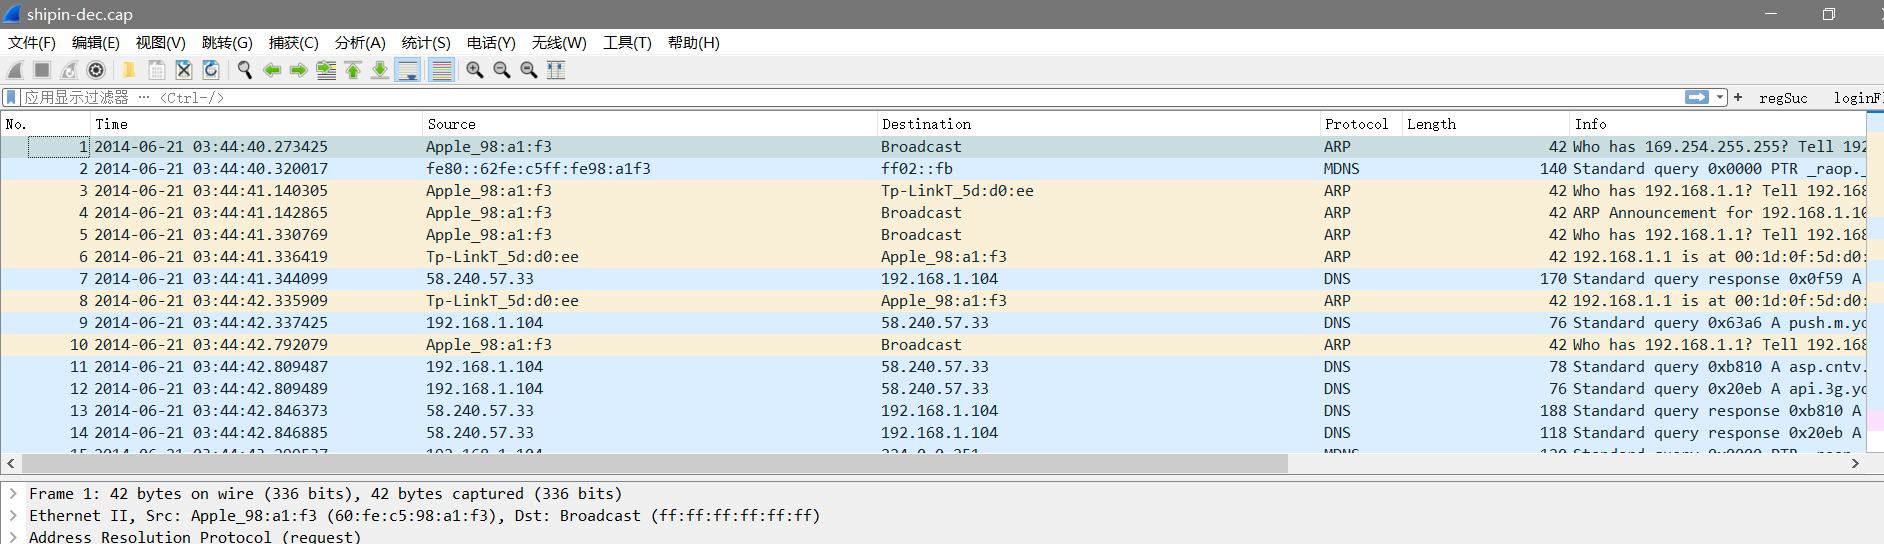 shipin-dec.cap
文件(F) 编辑(E) 视图(V) 跳转(G) 捕获(C) 分析(A) 统计(S) 电话(Y) 无线(W) 工具(T) 帮助(H)
应用显示过滤器 … <Ctrl-/> + regSuc
No. Time Source Destination Protocol Length Info
1 2014-06-21 03:44:40.273425 Apple_98:a1:f3 Broadcast ARP 42 Who has 169.254.255.255? Tell 192
2 2014-06-21 03:44:40.320017 fe80::62fe:c5ff:fe98:a1f3 ff02::fb MDNS 140 Standard query 0x0000 PTR _raop._
3 2014-06-21 03:44:41.140305 Apple_98:a1:f3 Tp-LinkT_5d:d0:ee ARP 42 Who has 192.168.1.1? Tell 192.168
4 2014-06-21 03:44:41.142865 Apple_98:a1:f3 Broadcast ARP 42 ARP Announcement for 192.168.1.10
5 2014-06-21 03:44:41.330769 Apple_98:a1:f3 Broadcast ARP 42 Who has 192.168.1.1? Tell 192.168
6 2014-06-21 03:44:41.336419 Tp-LinkT_5d:d0:ee Apple_98:a1:f3 ARP 42 192.168.1.1 is at 00:1d:0f:5d:d0:
7 2014-06-21 03:44:41.344099 58.240.57.33 192.168.1.104 DNS 170 Standard query response 0x0f59 A
8 2014-06-21 03:44:42.335909 Tp-LinkT_5d:d0:ee Apple_98:a1:f3 ARP 42 192.168.1.1 is at 00:1d:0f:5d:d0:
9 2014-06-21 03:44:42.337425 192.168.1.104 58.240.57.33 DNS 76 Standard query 0x63a6 A push.m.yo
10 2014-06-21 03:44:42.792079 Apple_98:a1:f3 Broadcast ARP 42 Who has 192.168.1.1? Tell 192.168
11 2014-06-21 03:44:42.809487 192.168.1.104 58.240.57.33 DNS 78 Standard query 0xb810 A asp.cntv.
12 2014-06-21 03:44:42.809489 192.168.1.104 58.240.57.33 DNS 76 Standard query 0x20eb A api.3g.yo
13 2014-06-21 03:44:42.846373 58.240.57.33 192.168.1.104 DNS 188 Standard query response 0xb810 A
14 2014-06-21 03:44:42.846885 58.240.57.33 192.168.1.104 DNS 118 Standard query response 0x20eb A
Frame 1: 42 bytes on wire (336 bits), 42 bytes captured (336 bits)
Ethernet II, Src: Apple_98:a1:f3 (60:fe:c5:98:a1:f3), Dst: Broadcast (ff:ff:ff:ff:ff:ff)
Address Resolution Protocol (request)